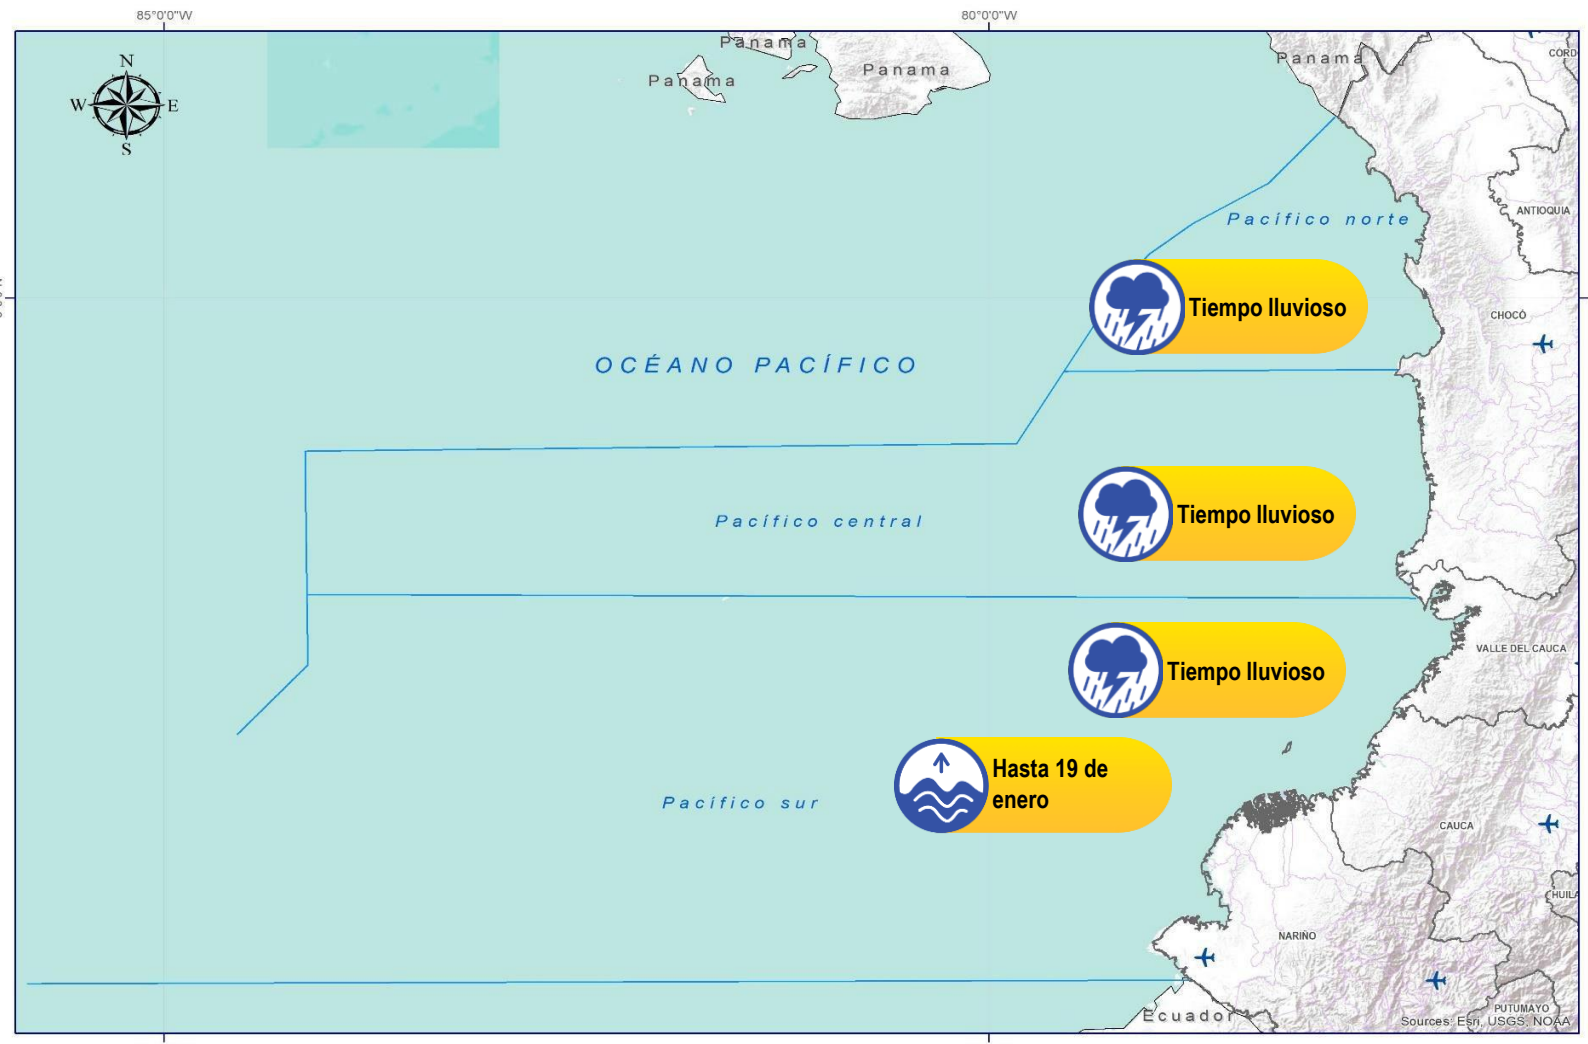 85°0'0"W
80°0'0"W
Panama
Panama
Panama
Panama
CÓRD
N
W
E
S
ANTIOQUIA
Pacífico norte
Tiempo lluvioso
CHOCÓ
OCÉANO PACÍFICO
Tiempo lluvioso
Pacífico central
VALLE DEL CAUCA
Tiempo lluvioso
Hasta 19 de
enero
Pacífico sur
CAUCA
HUILA
NARIÑO
PUTUMAYO
Ecuador
Sources: Esri, USGS, NOAA